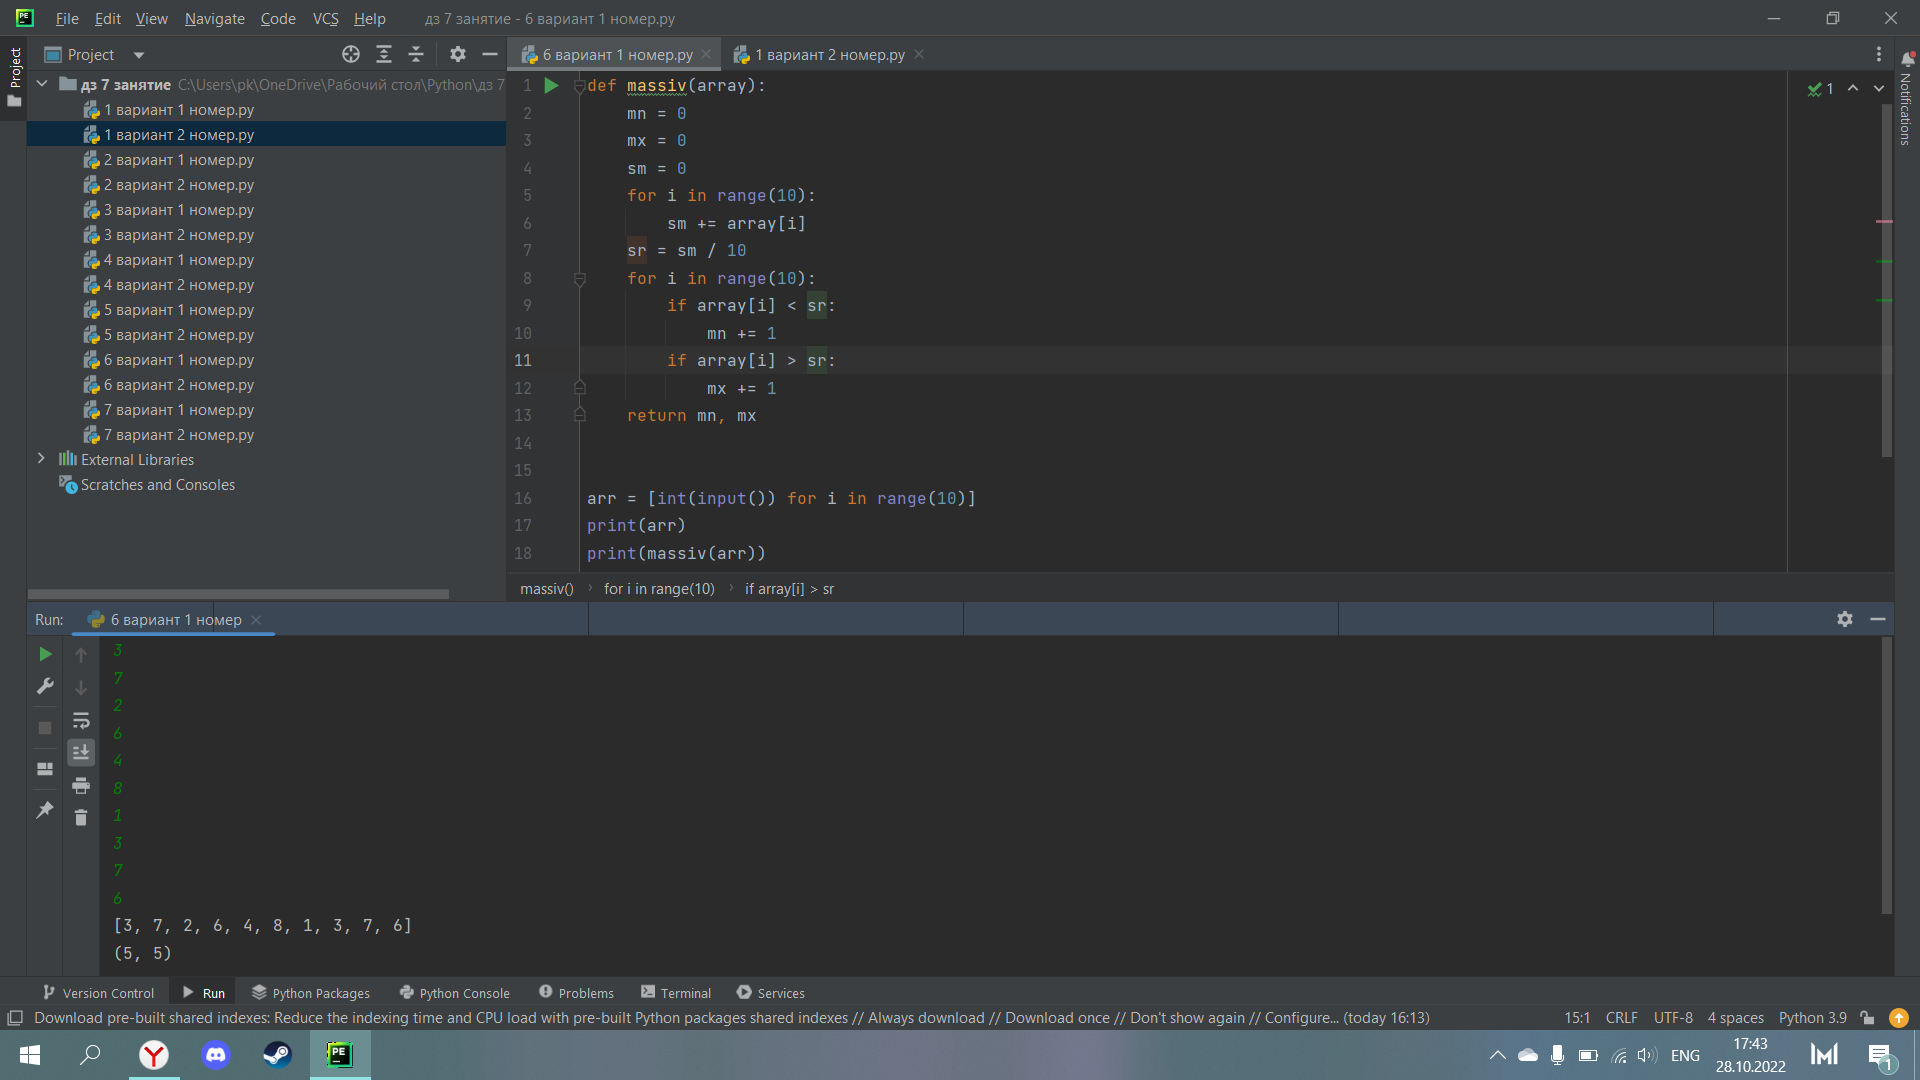 File Edit View Navigate Code VCS Help дз 7 занятие - 6 вариант 1 номер.py
Project
Project
6 вариант 1 номер.py
1 вариант 2 номер.py
дз 7 занятие C:\Users\pk\OneDrive\Рабочий стол\Python\дз 7
1 вариант 1 номер.py
1 вариант 2 номер.py
2 вариант 1 номер.py
2 вариант 2 номер.py
3 вариант 1 номер.py
3 вариант 2 номер.py
4 вариант 1 номер.py
4 вариант 2 номер.py
5 вариант 1 номер.py
5 вариант 2 номер.py
6 вариант 1 номер.py
6 вариант 2 номер.py
7 вариант 1 номер.py
7 вариант 2 номер.py
External Libraries
Scratches and Consoles
1 def massiv(array):
2 mn = 0
3 mx = 0
4 sm = 0
5 for i in range(10):
6 sm += array[i]
7 sr = sm / 10
8 for i in range(10):
9 if array[i] < sr:
10 mn += 1
11 if array[i] > sr:
12 mx += 1
13 return mn, mx
14
15
16 arr = [int(input()) for i in range(10)]
17 print(arr)
18 print(massiv(arr))
1
Notifications
massiv() › for i in range(10) › if array[i] > sr
Run: 6 вариант 1 номер
3
7
2
6
4
8
1
3
7
6
[3, 7, 2, 6, 4, 8, 1, 3, 7, 6]
(5, 5)
Version Control Run Python Packages Python Console Problems Terminal Services
Download pre-built shared indexes: Reduce the indexing time and CPU load with pre-built Python packages shared indexes // Always download // Download once // Don't show again // Configure... (today 16:13) 15:1 CRLF UTF-8 4 spaces Python 3.9
PE
ENG
17:43
28.10.2022
1